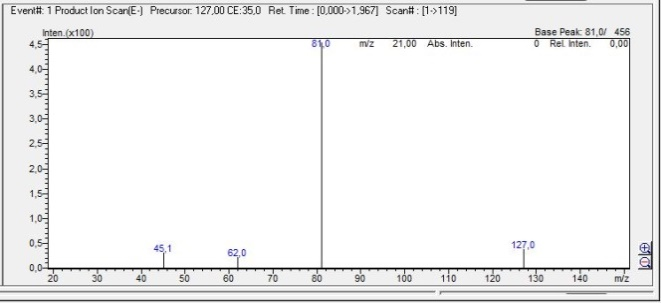 Event#: 1 Product Ion Scan(E-) Precursor: 127,00 CE:35,0 Ret. Time : [0,000->1,967] Scan# : [1->119]
Inten.(x100) Base Peak: 81,0/ 456
4,5 81,0 m/z 21,00 Abs. Inten. 0 Rel. Inten. 0,00
4,0
3,5
3,0
2,5
2,0
1,5
1,0
0,5 45,1 62,0 127,0
0,0
20 30 40 50 60 70 80 90 100 110 120 130 140 m/z